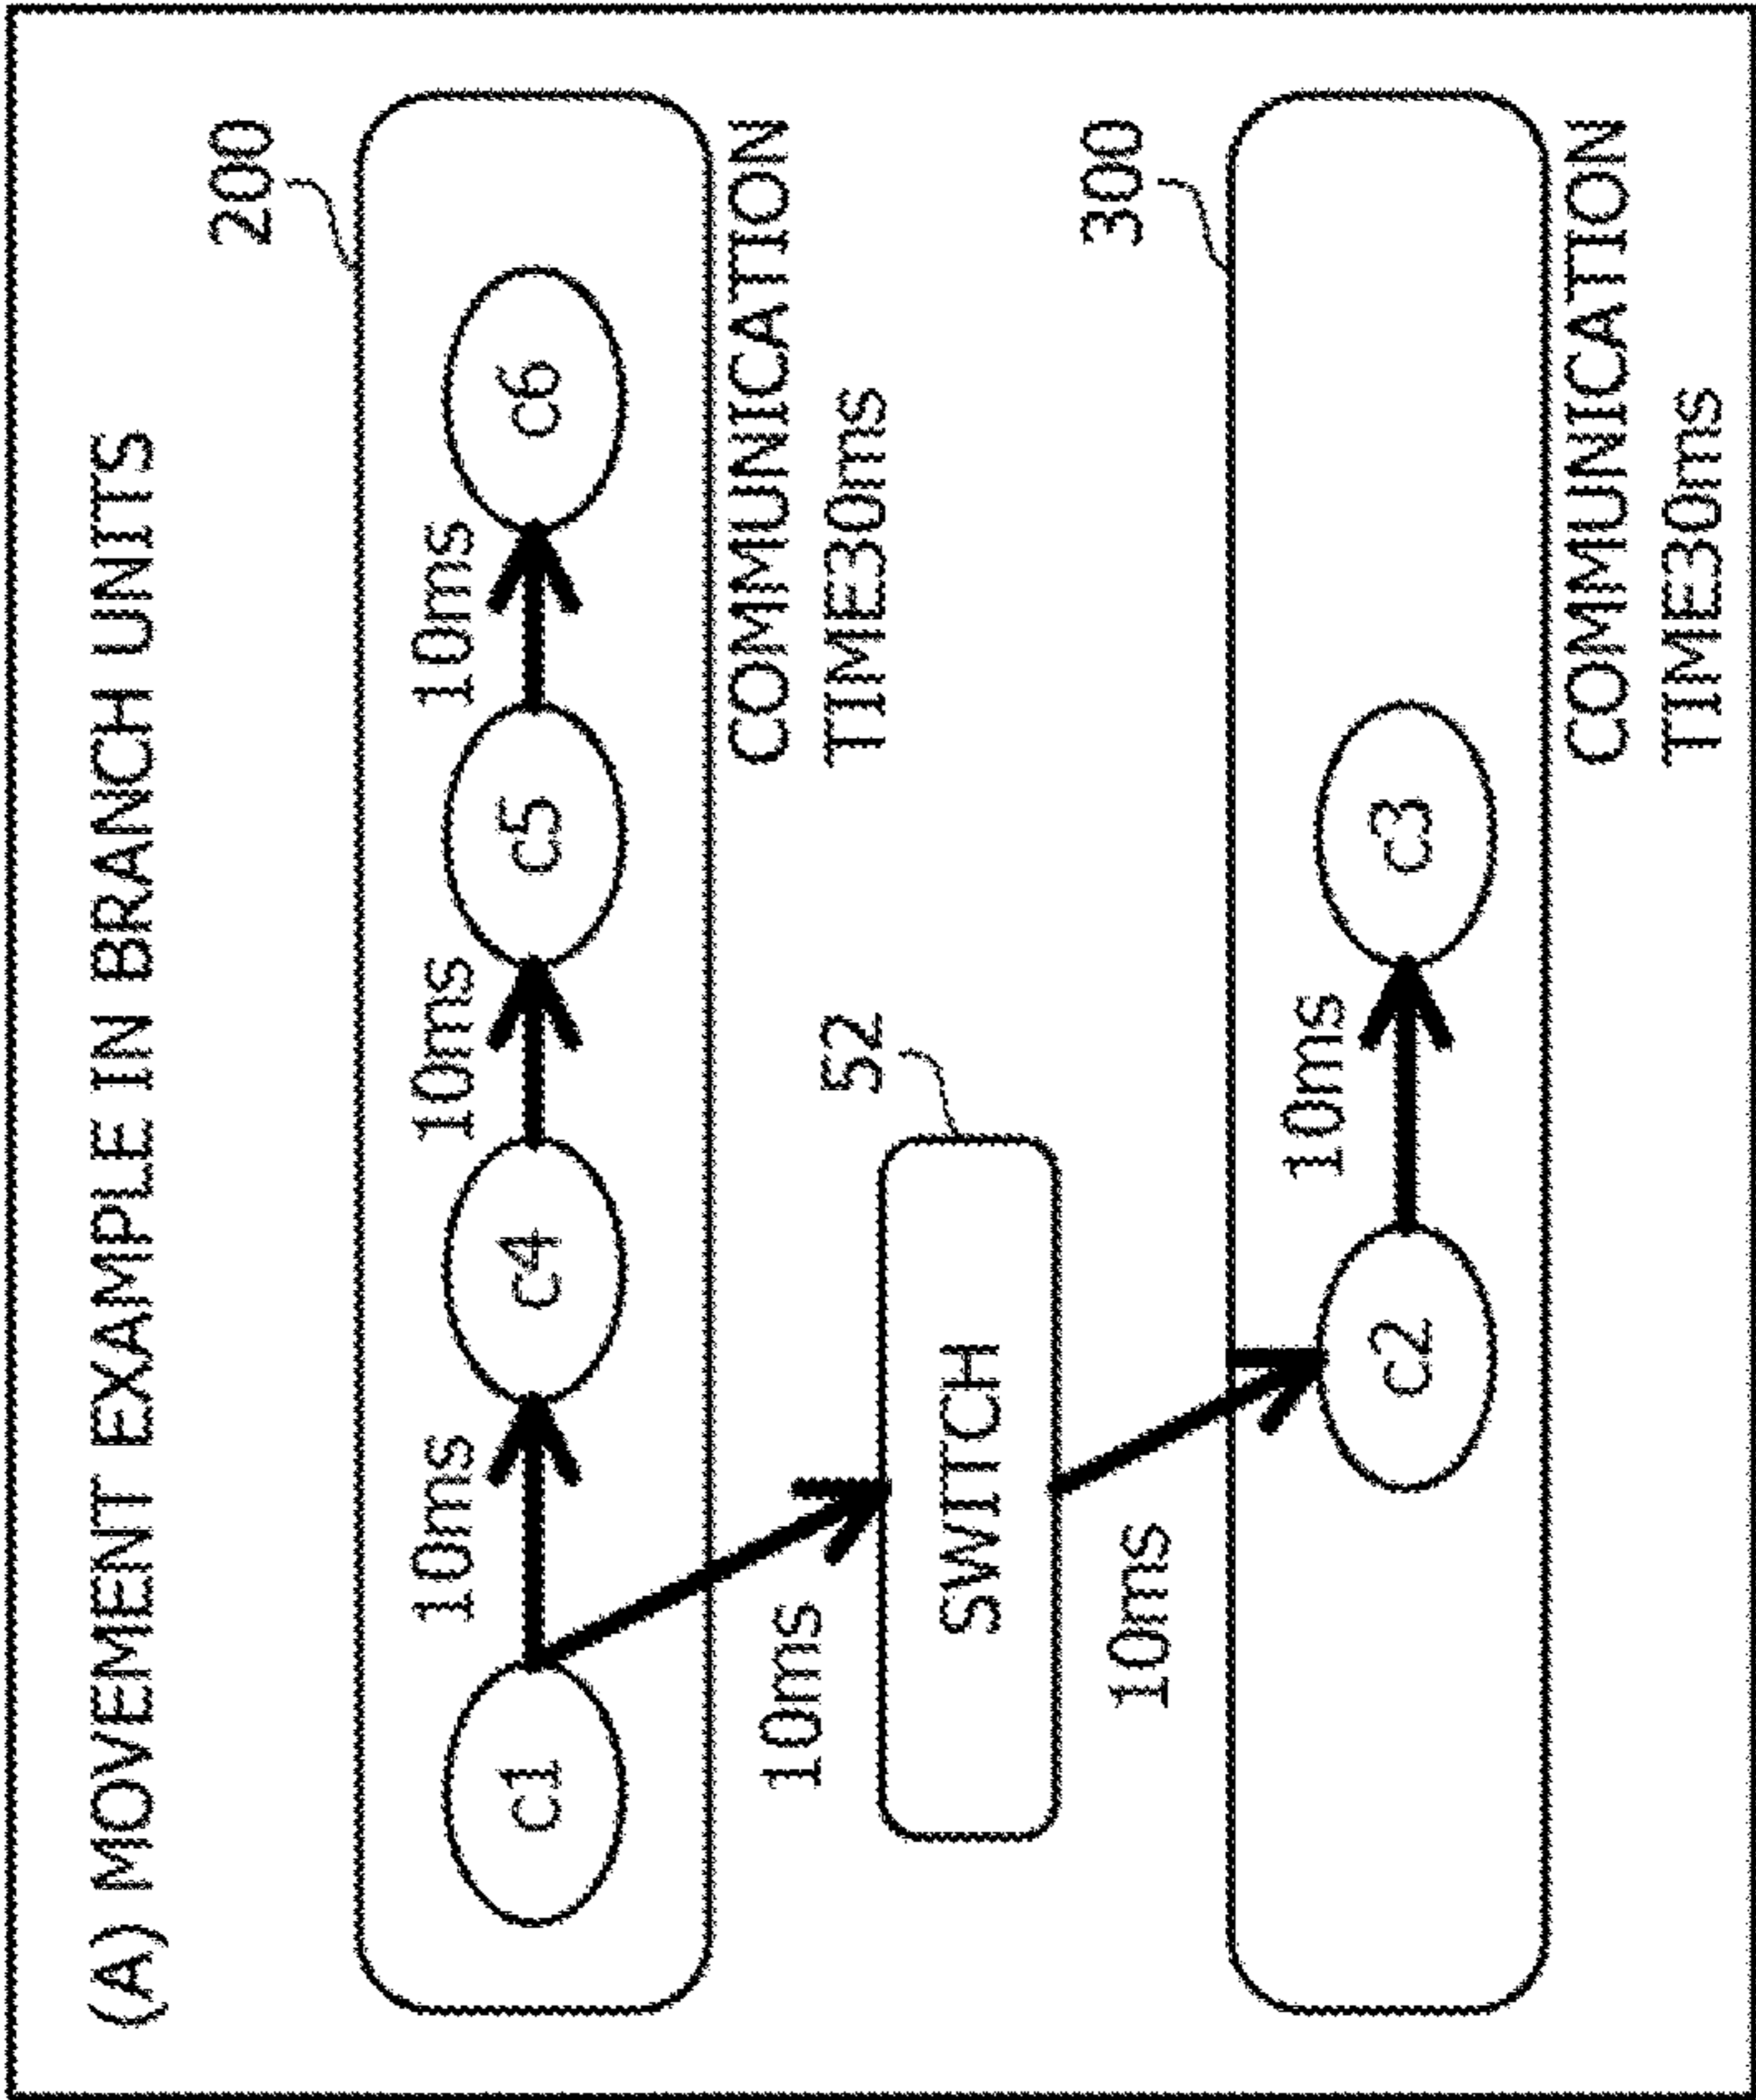 (A) MOVEMENT EXAMPLE IN BRANCH UNITS
200
10ms
10ms
10ms
c1
c4
c5
c6
COMMUNICATION
TIME30ms
10ms
52
SWITCH
10ms
300
10ms
c2
c3
COMMUNICATION
TIME30ms